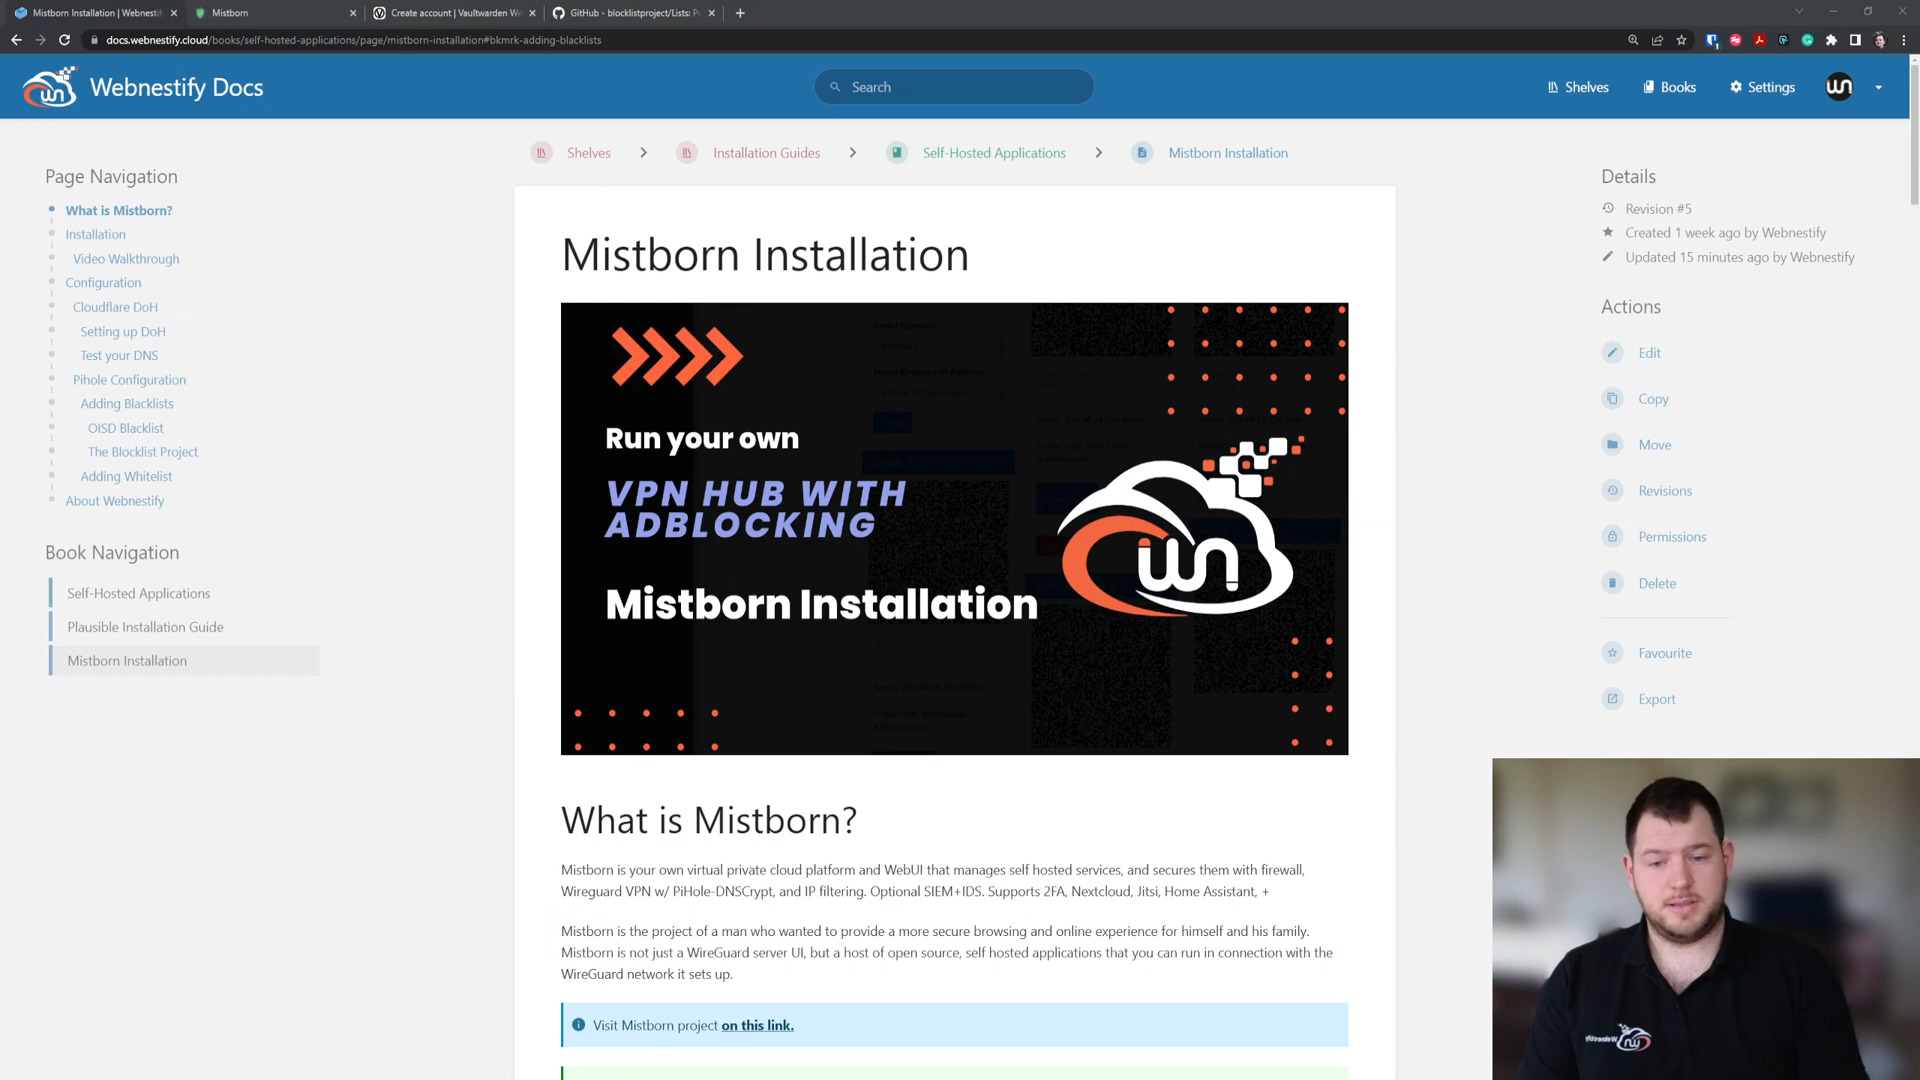 Mistborn Installation | Webnestif
Mistborn
Create account | Vaultwarden We
GitHub - blocklistproject/Lists: P
docs.webnestify.cloud/books/self-hosted-applications/page/mistborn-installation#bkmrk-adding-blacklists
Webnestify Docs
Search
Shelves
Books
Settings
Shelves
Installation Guides
Self-Hosted Applications
Mistborn Installation
Page Navigation
What is Mistborn?
Installation
Video Walkthrough
Configuration
Cloudflare DoH
Setting up DoH
Test your DNS
Pihole Configuration
Adding Blacklists
OISD Blacklist
The Blocklist Project
Adding Whitelist
About Webnestify
Book Navigation
Self-Hosted Applications
Plausible Installation Guide
Mistborn Installation
Mistborn Installation
Run your own
VPN HUB WITH
ADBLOCKING
Mistborn Installation
wn
What is Mistborn?
Mistborn is your own virtual private cloud platform and WebUI that manages self hosted services, and secures them with firewall,
Wireguard VPN w/ PiHole-DNSCrypt, and IP filtering. Optional SIEM+IDS. Supports 2FA, Nextcloud, Jitsi, Home Assistant, +
Mistborn is the project of a man who wanted to provide a more secure browsing and online experience for himself and his family.
Mistborn is not just a WireGuard server UI, but a host of open source, self hosted applications that you can run in connection with the
WireGuard network it sets up.
Visit Mistborn project on this link.
Details
Revision #5
Created 1 week ago by Webnestify
Updated 15 minutes ago by Webnestify
Actions
Edit
Copy
Move
Revisions
Permissions
Delete
Favourite
Export